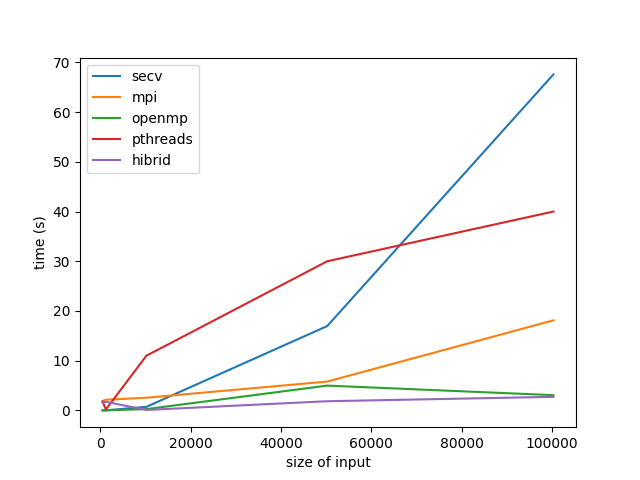 70
60
50
40
30
20
10
0
time (s)
secv
mpi
openmp
pthreads
hibrid
0 20000 40000 60000 80000 100000
size of input